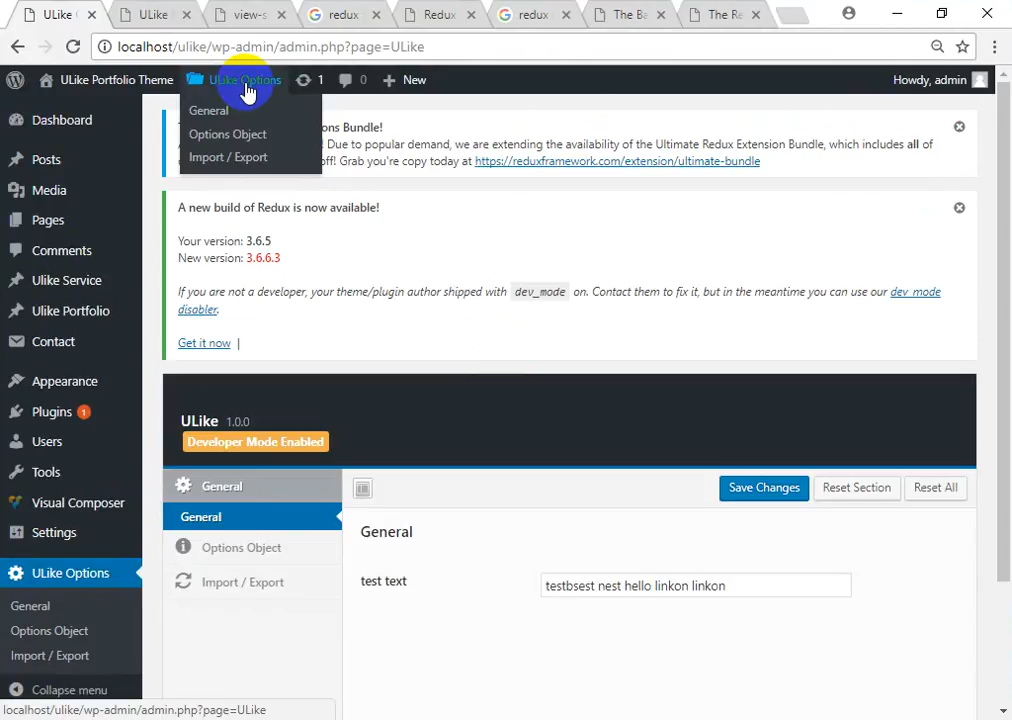 ULike
ULike
view-s
redux
Redux
redux
The Ba
The Re
localhost/ulike/wp-admin/admin.php?page=ULike
ULike Portfolio Theme
ULike Options
1
0
New
Howdy, admin
General
Options Object
Import / Export
Dashboard
Posts
Media
Pages
Comments
Ulike Service
Ulike Portfolio
Contact
Appearance
Plugins 1
Users
Tools
Visual Composer
Settings
ULike Options
General
Options Object
Import / Export
Collapse menu
ions Bundle!
! Due to popular demand, we are extending the availability of the Ultimate Redux Extension Bundle, which includes all of
off! Grab you're copy today at https://reduxframework.com/extension/ultimate-bundle
A new build of Redux is now available!
Your version: 3.6.5
New version: 3.6.6.3
If you are not a developer, your theme/plugin author shipped with dev_mode on. Contact them to fix it, but in the meantime you can use our dev_mode
disabler.
Get it now |
ULike 1.0.0
Developer Mode Enabled
General
General
Options Object
Import / Export
Save Changes
Reset Section
Reset All
General
test text
testbsest nest hello linkon linkon
localhost/ulike/wp-admin/admin.php?page=ULike